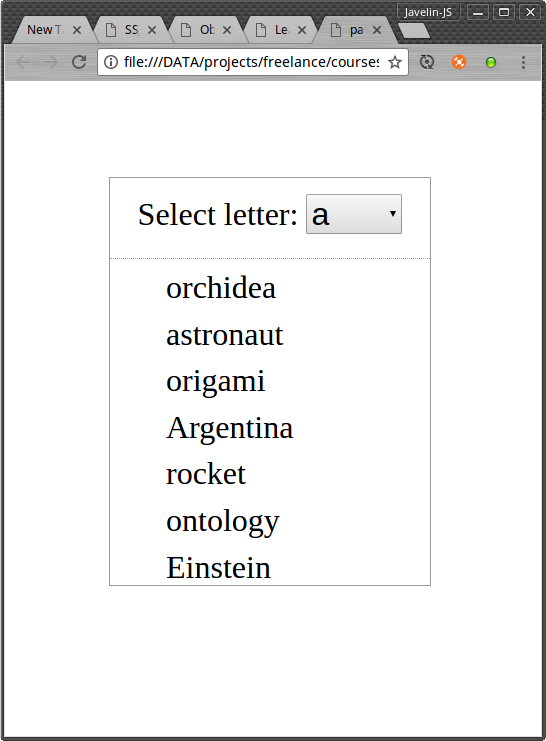 Javelin-JS
New T
SS
Ob
Le
pa
file:///DATA/projects/freelance/courses
Select letter: a
orchidea
astronaut
origami
Argentina
rocket
ontology
Einstein